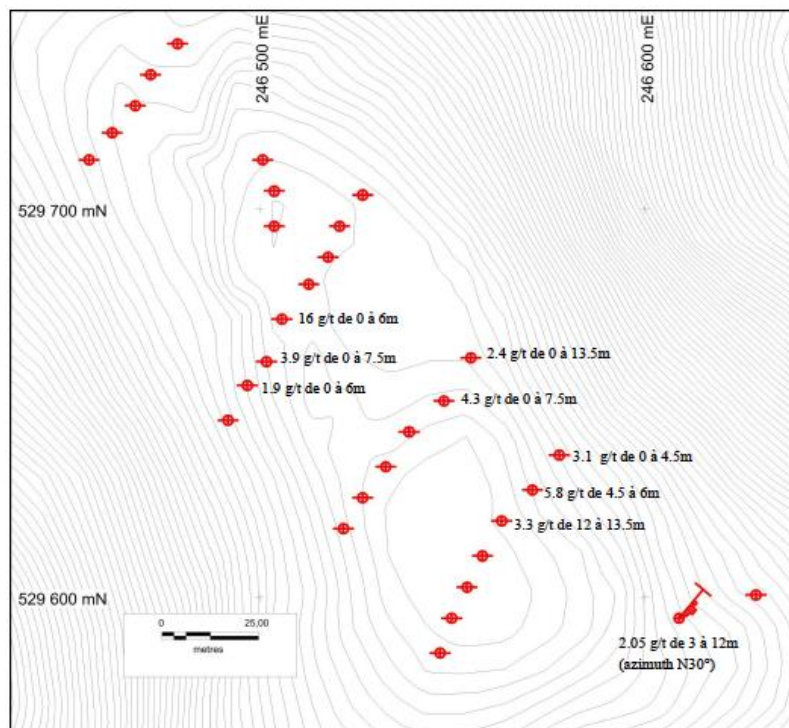 246 500 mE
246 600 mE
529 700 mN
16 g/t de 0 à 6m
3.9 g/t de 0 à 7.5m
2.4 g/t de 0 à 13.5m
1.9 g/t de 0 à 6m
4.3 g/t de 0 à 7.5m
3.1 g/t de 0 à 4.5m
5.8 g/t de 4.5 à 6m
3.3 g/t de 12 à 13.5m
529 600 mN
0 25,00
metres
2.05 g/t de 3 à 12m
(azimuth N30°)